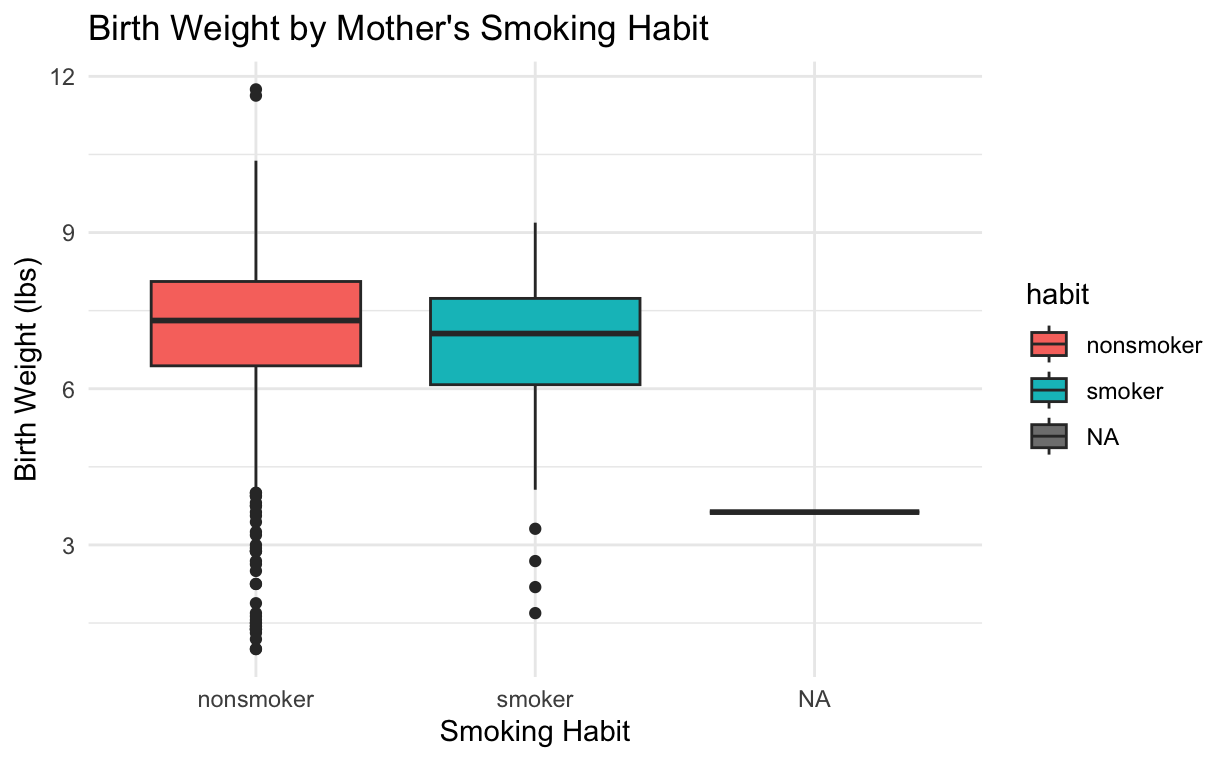 Birth Weight by Mother's Smoking Habit
12
9
6
3
Birth Weight (lbs)
nonsmoker
smoker
NA
Smoking Habit
habit
nonsmoker
smoker
NA